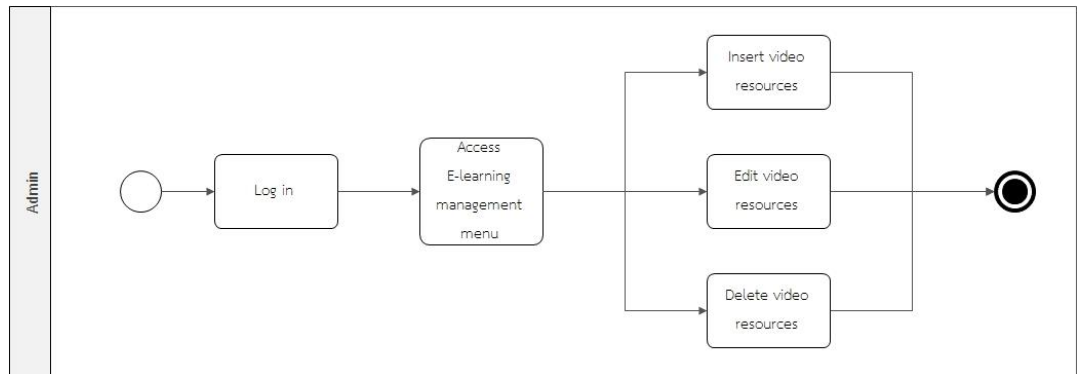 Admin
Log in
Access
E-learning
management
menu
Insert video
resources
Edit video
resources
Delete video
resources